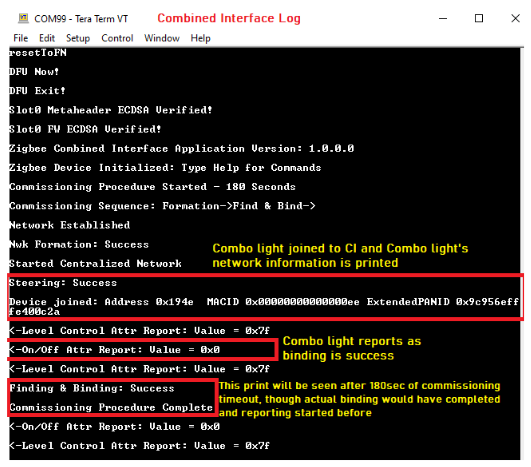 COM99 - Tera Term VT
Combined Interface Log
File Edit Setup Control Window Help
resetToFN
DFU Now!
DFU Exit!
Slot0 Metaheader ECDSA Verified!
Slot0 FW ECDSA Verified!
Zigbee Combined Interface Application Version: 1.0.0.0
Zigbee Device Initialized: Type Help for Commands
Commissioning Procedure Started - 180 Seconds
Commissioning Sequence: Formation->Find & Bind->
Network Established
Nwk Formation: Success
Combo light joined to CI and Combo light's
Started Centralized Network
network information is printed
Steering: Success
Device joined: Address 0x194e MACID 0x00000000000000ee ExtendedPANID 0x9c956eff
fe400c2a
<-Level Control Attr Report: Value = 0x7f
Combo light reports as
<-On/Off Attr Report: Value = 0x0
binding is success
<-Level Control Attr Report: Value = 0x7f
Finding & Binding: Success
This print will be seen after 180sec of commissioning
timeout, though actual binding would have completed
Commissioning Procedure Complete
and reporting started before
<-On/Off Attr Report: Value = 0x0
<-Level Control Attr Report: Value = 0x7f